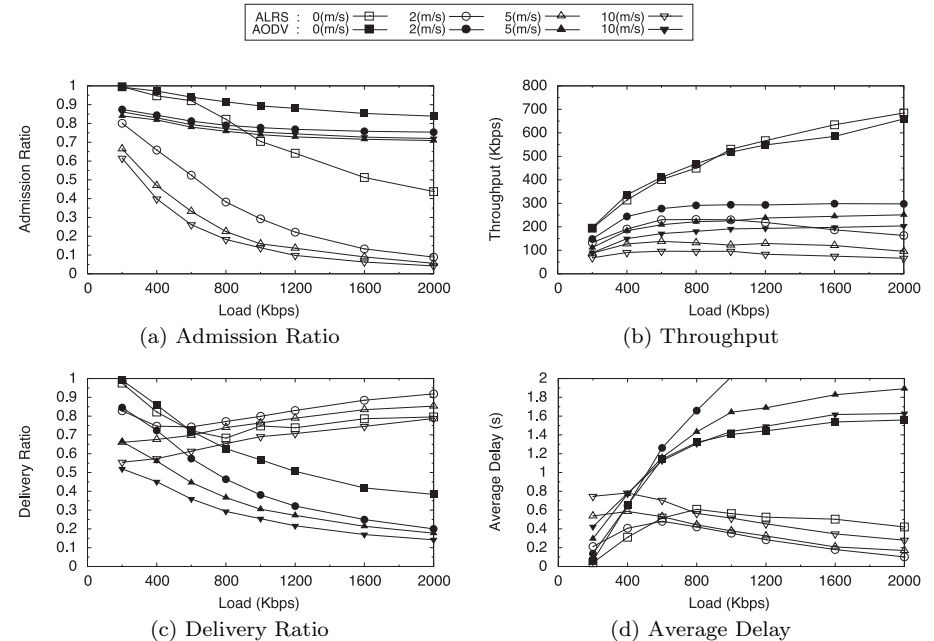 ALRS : 0(m/s) 2(m/s) 5(m/s) 10(m/s)
AODV : 0(m/s) 2(m/s) 5(m/s) 10(m/s)
1
0.9
0.8
0.7
0.6
0.5
0.4
0.3
0.2
0.1
0
Admission Ratio
0 400 800 1200 1600 2000
Load (Kbps)
(a) Admission Ratio
800
700
600
500
400
300
200
100
0
Throughput (Kbps)
0 400 800 1200 1600 2000
Load (Kbps)
(b) Throughput
1
0.9
0.8
0.7
0.6
0.5
0.4
0.3
0.2
0.1
0
Delivery Ratio
0 400 800 1200 1600 2000
Load (Kbps)
(c) Delivery Ratio
2
1.8
1.6
1.4
1.2
1
0.8
0.6
0.4
0.2
0
Average Delay (s)
0 400 800 1200 1600 2000
Load (Kbps)
(d) Average Delay